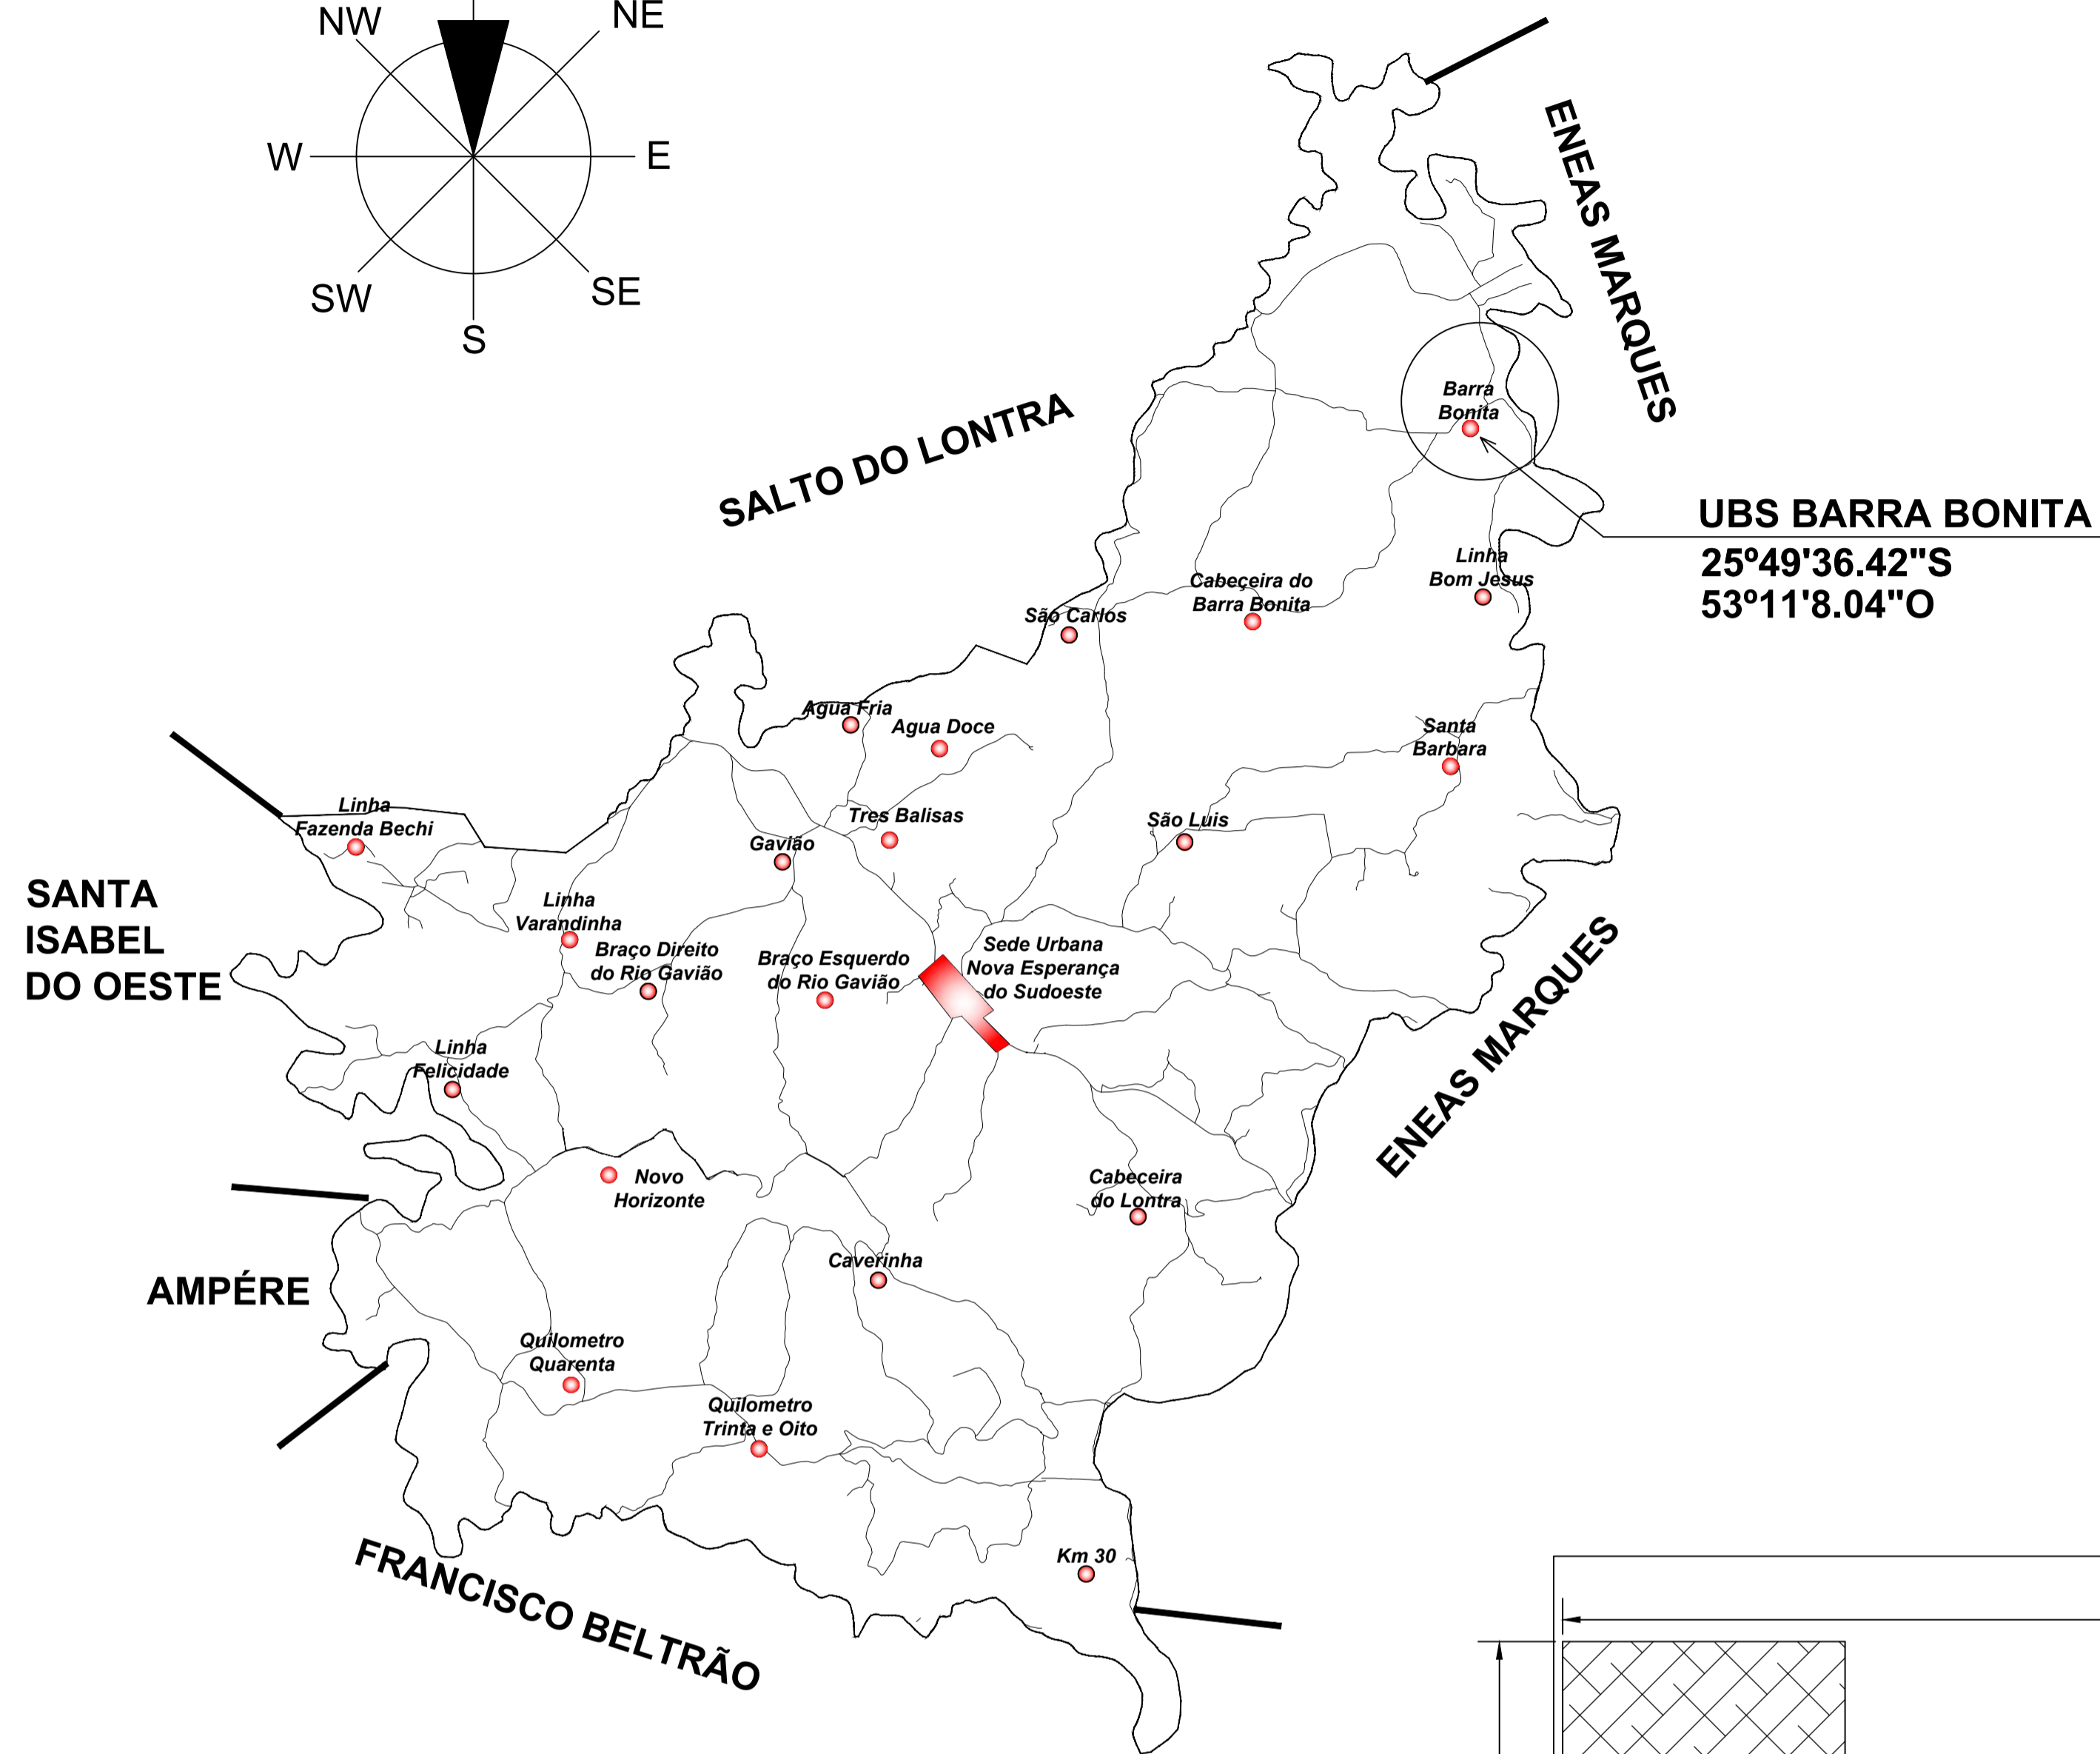 NW
NE
W
E
SW
SE
S
ENEAS MARQUES
Barra
Bonita
SALTO DO LONTRA
UBS BARRA BONITA
25º49'36.42"S
53º11'8.04"O
Linha
Bom Jesus
Cabeçeira do
Barra Bonita
São Carlos
Agua Fria
Agua Doce
Santa
Barbara
Linha
Fazenda Bechi
Tres Balisas
São Luis
Gavião
SANTA
ISABEL
DO OESTE
Linha
Varandinha
Braço Direito
do Rio Gavião
Braço Esquerdo
do Rio Gavião
Sede Urbana
Nova Esperança
do Sudoeste
ENEAS MARQUES
Linha
Felicidade
Novo
Horizonte
Cabeceira
do Lontra
Caverinha
AMPÉRE
Quilometro
Quarenta
Quilometro
Trinta e Oito
Km 30
FRANCISCO BELTRÃO